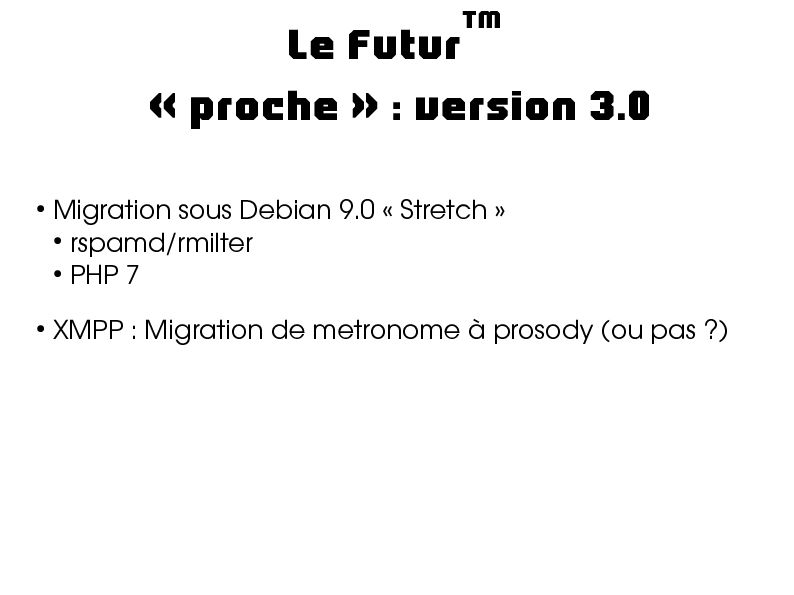 Le Futur™
« proche » : version 3.0
• Migration sous Debian 9.0 « Stretch »
• rspamd/rmilter
• PHP 7
• XMPP : Migration de metronome à prosody (ou pas ?)